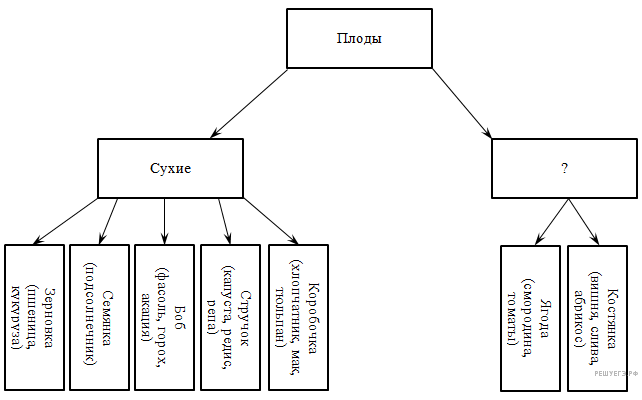 Плоды
Сухие
?
Зерновка
(пшеница,
кукуруза)
Семянка
(подсолнечник)
Боб
(фасоль, горох,
акация)
Стручок
(капуста, редис,
репа)
Коробочка
(хлопчатник, мак,
тюльпан)
Ягода
(смородина,
томаты)
Костянка
(вишня, слива,
абрикос)
РЕШУЕГЭ.РФ